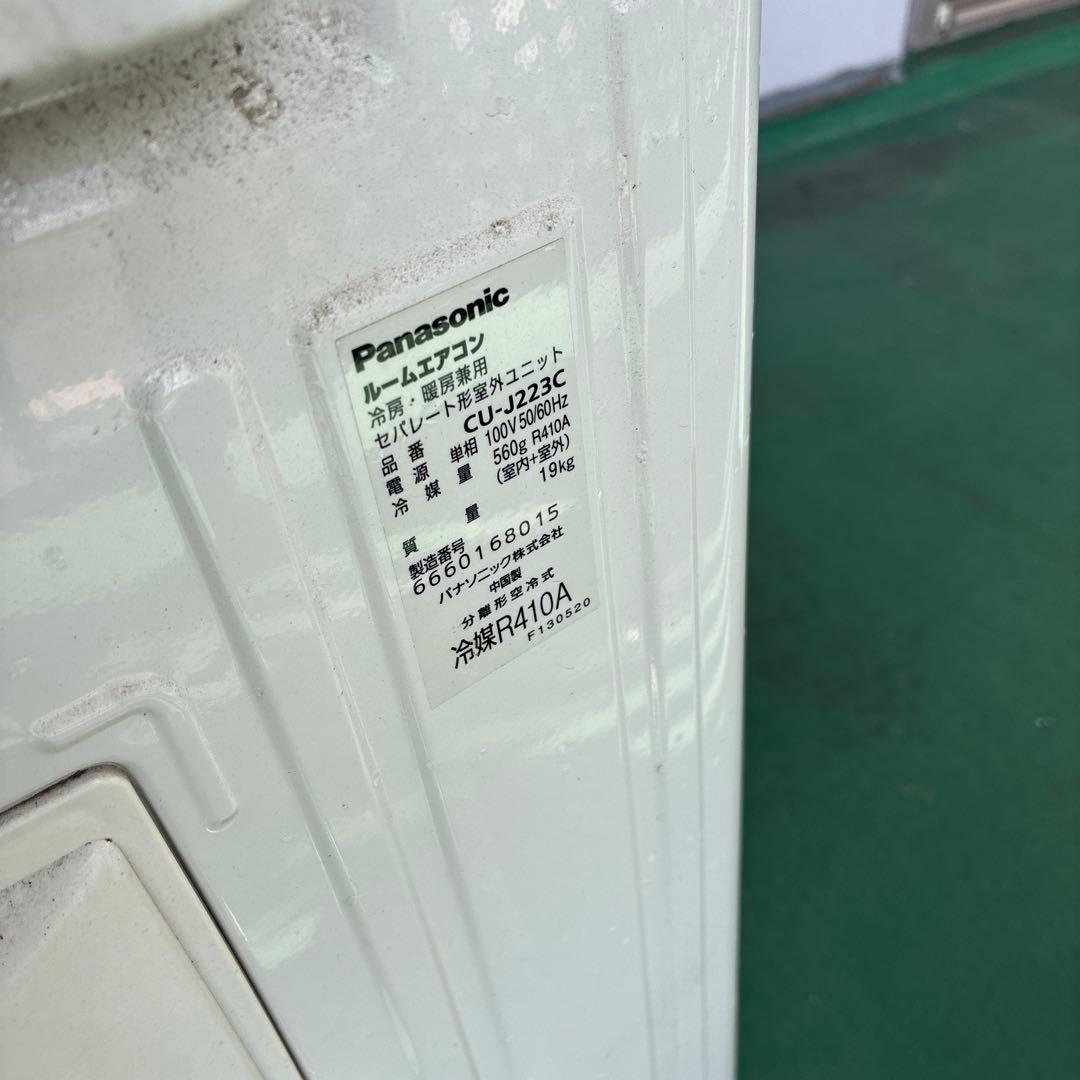 Panasonic
ルームエアコン
冷房・暖房兼用
セパレート形室外ユニット
品番 CU-J223C
電源 単相 100V 50/60Hz
冷媒量 560g R410A
(室内+室外)
質量 19kg
製造番号
6660168015
パナソニック株式会社
中国製
分離形空冷式
冷媒R410A
F130520